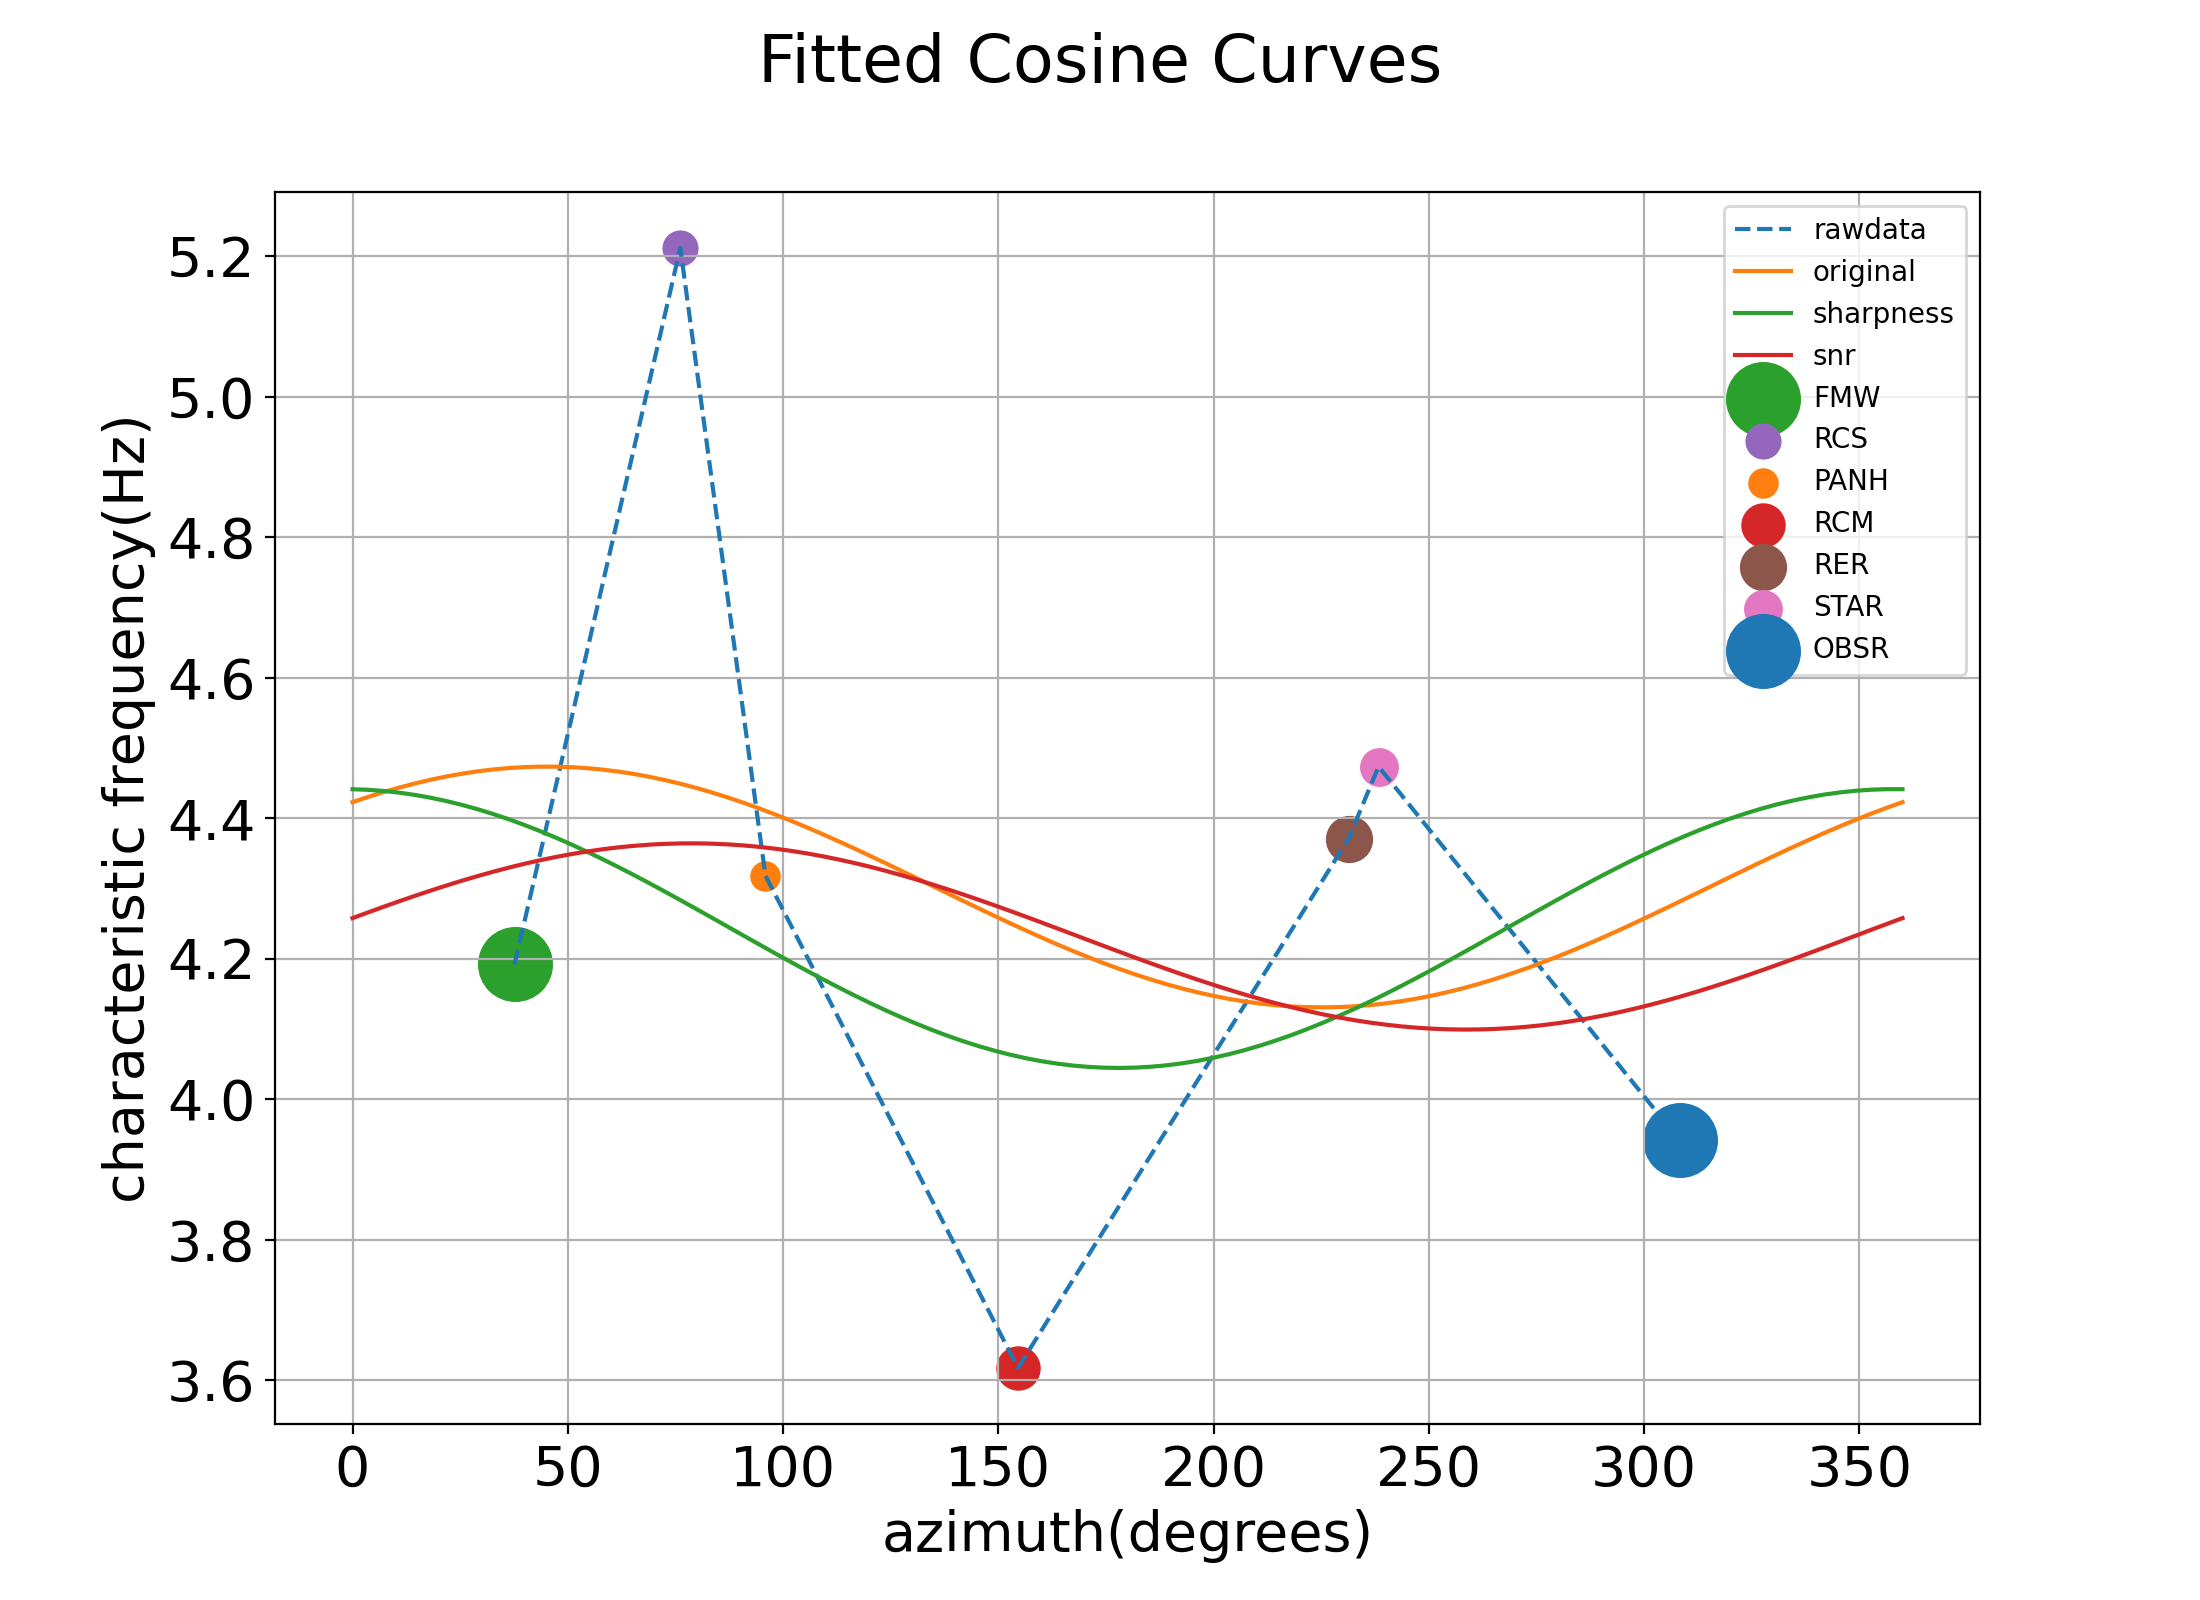 Fitted Cosine Curves
rawdata
original
sharpness
snr
FMW
RCS
PANH
RCM
RER
STAR
OBSR
characteristic frequency(Hz)
5.2
5.0
4.8
4.6
4.4
4.2
4.0
3.8
3.6
0 50 100 150 200 250 300 350
azimuth(degrees)